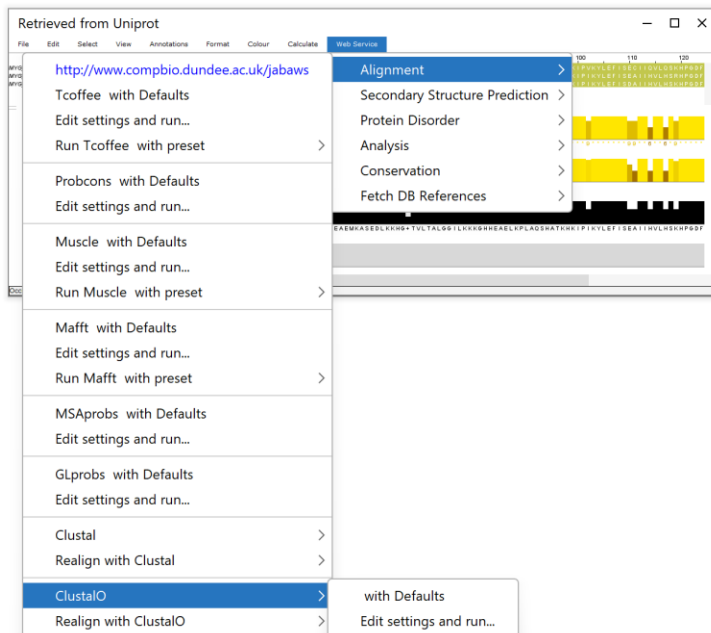 Retrieved from Uniprot
File Edit Select View Annotations Format Colour Calculate Web Service
http://www.compbio.dundee.ac.uk/jabaws
Tcoffee with Defaults
Edit settings and run...
Run Tcoffee with preset
Probcons with Defaults
Edit settings and run...
Muscle with Defaults
Edit settings and run...
Run Muscle with preset
Mafft with Defaults
Edit settings and run...
Run Mafft with preset
MSAprobs with Defaults
Edit settings and run...
GLprobs with Defaults
Edit settings and run...
Clustal
Realign with Clustal
ClustalO
Realign with ClustalO
Alignment
Secondary Structure Prediction
Protein Disorder
Analysis
Conservation
Fetch DB References
with Defaults
Edit settings and run...
100 110 120
EAEMKASEDLKKHG+TVLTALGGILKKKGHHEAELKPLAQSHATKHKIPIKYLEFISEAIIHVLHSKHPGDF